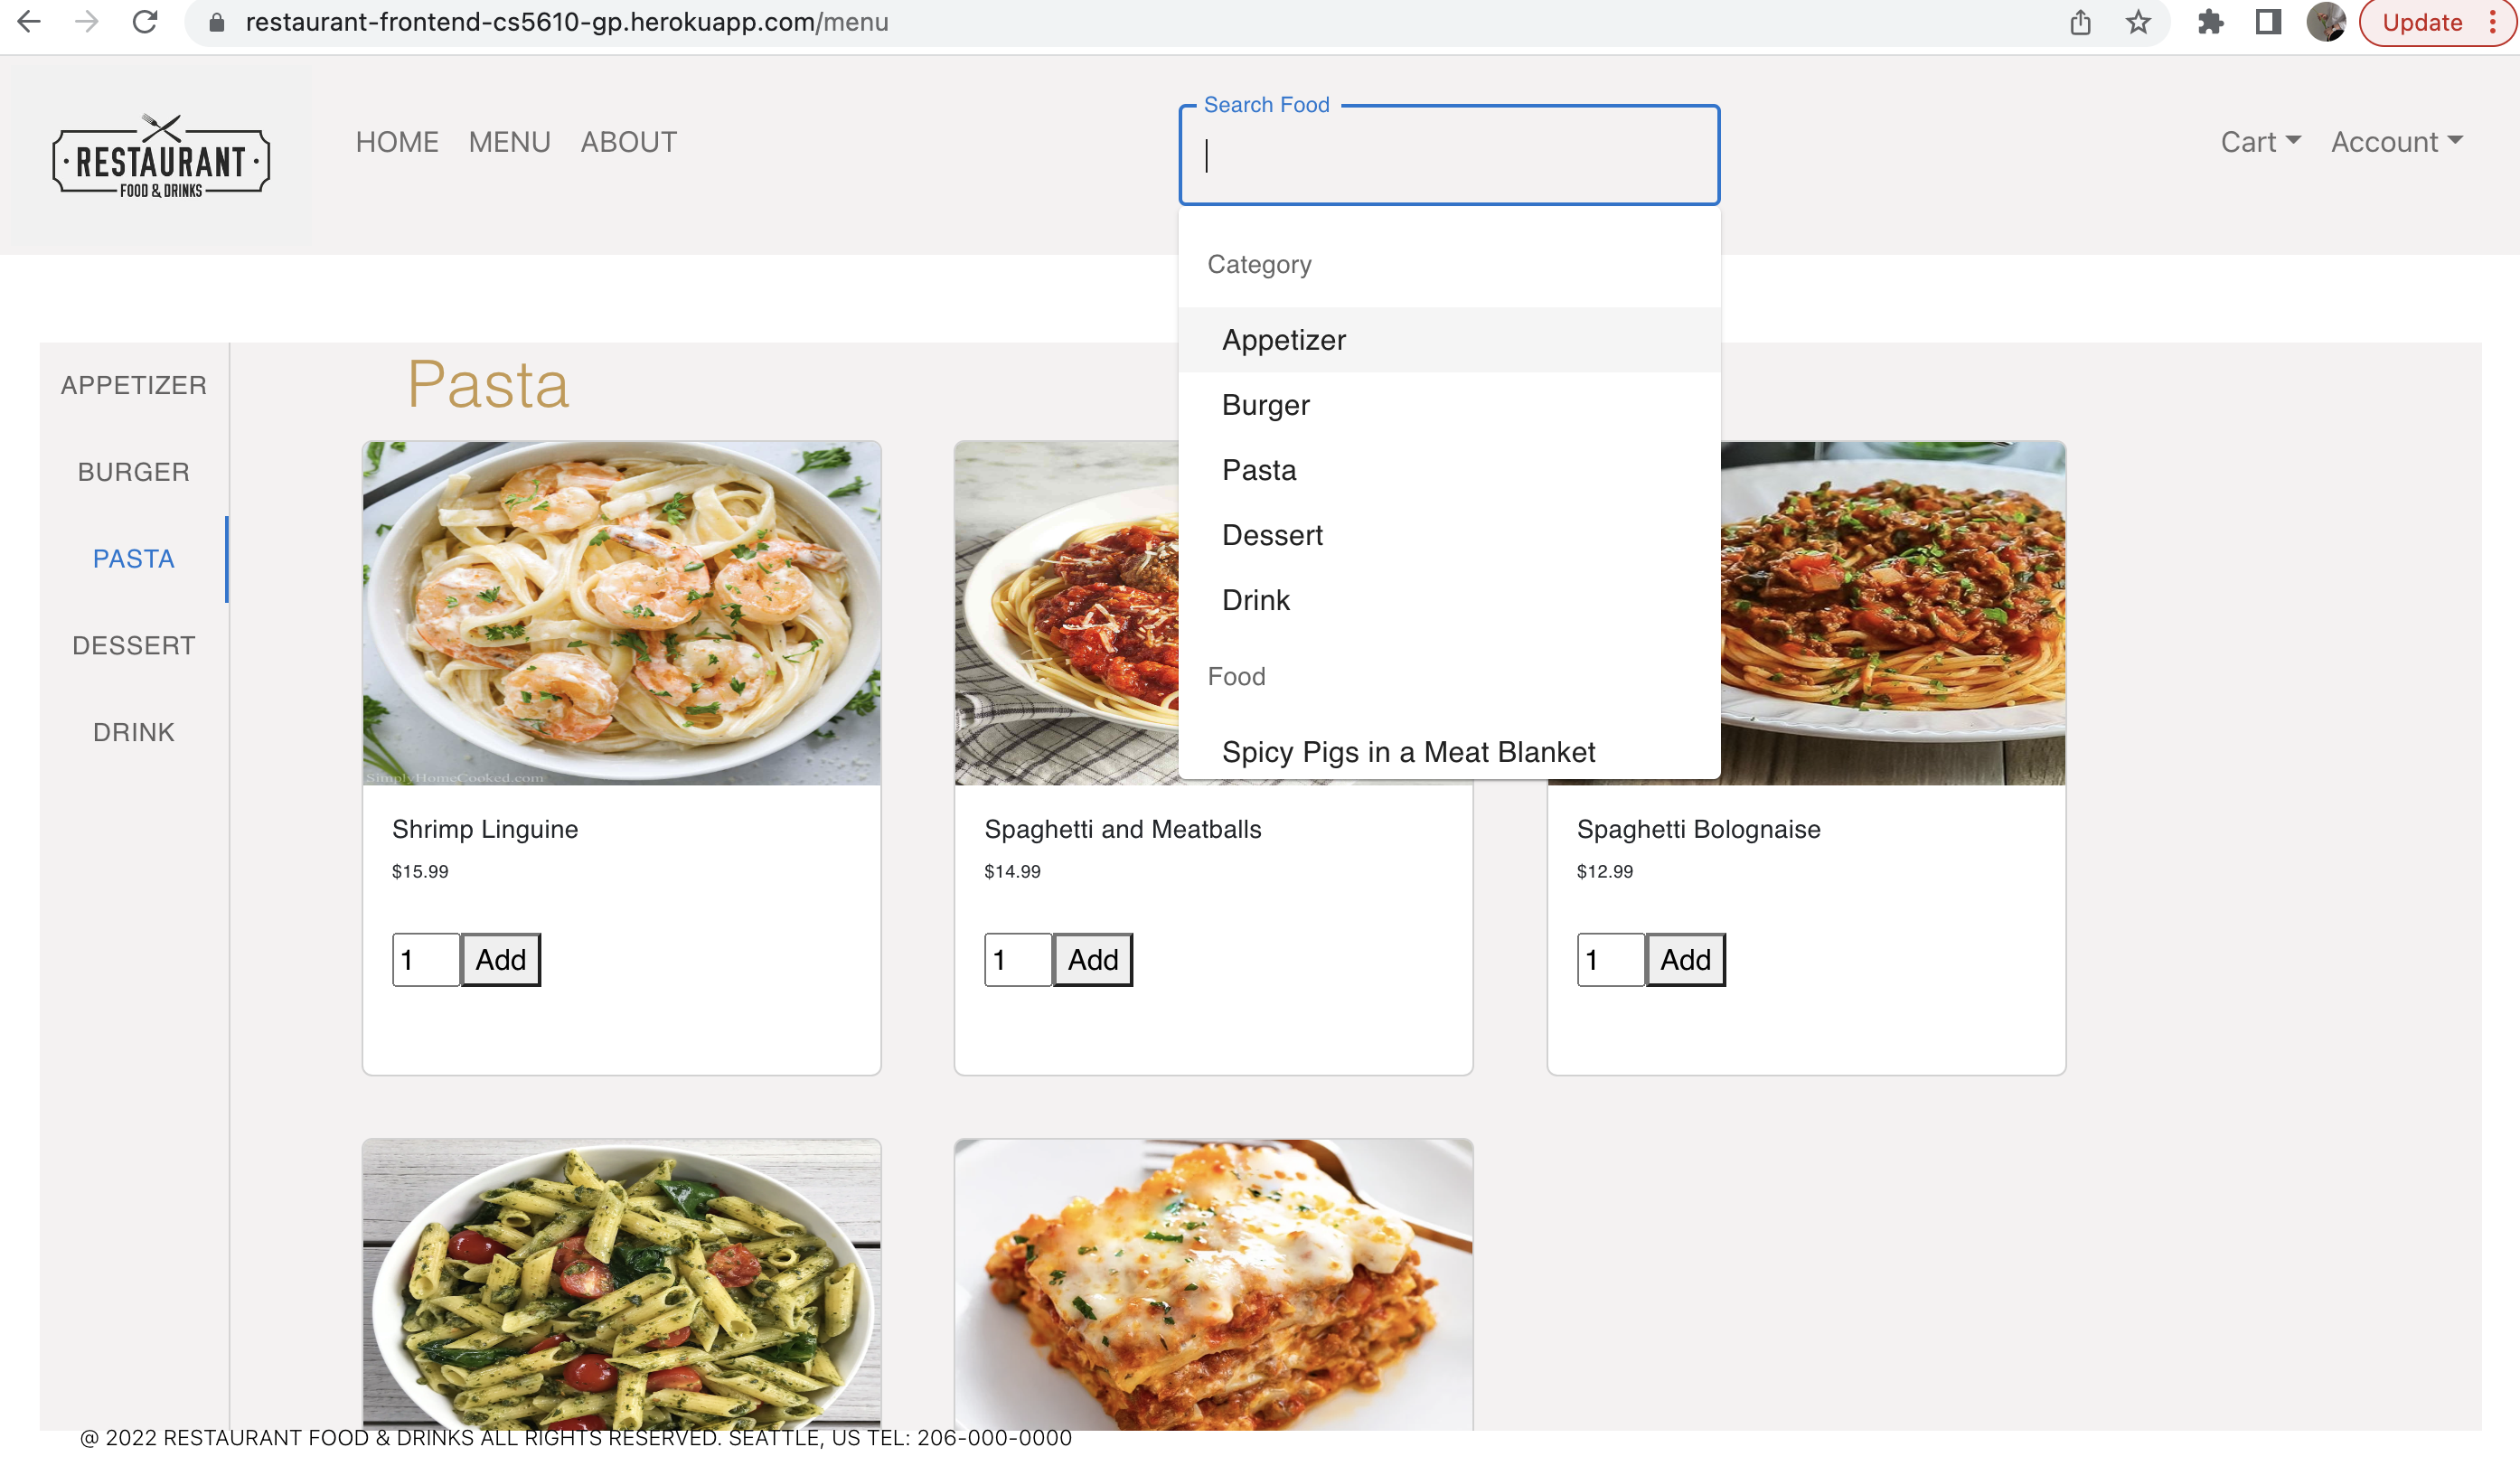 restaurant-frontend-cs5610-gp.herokuapp.com/menu
Update
RESTAURANT
FOOD & DRINKS
HOME MENU ABOUT
Search Food
Cart Account
Category
Appetizer
Burger
Pasta
Dessert
Drink
Food
Spicy Pigs in a Meat Blanket
APPETIZER
BURGER
PASTA
DESSERT
DRINK
Pasta
SimplyHomeCooked.com
Shrimp Linguine
$15.99
1 Add
Spaghetti and Meatballs
$14.99
1 Add
Spaghetti Bolognaise
$12.99
1 Add
@ 2022 RESTAURANT FOOD & DRINKS ALL RIGHTS RESERVED. SEATTLE, US TEL: 206-000-0000